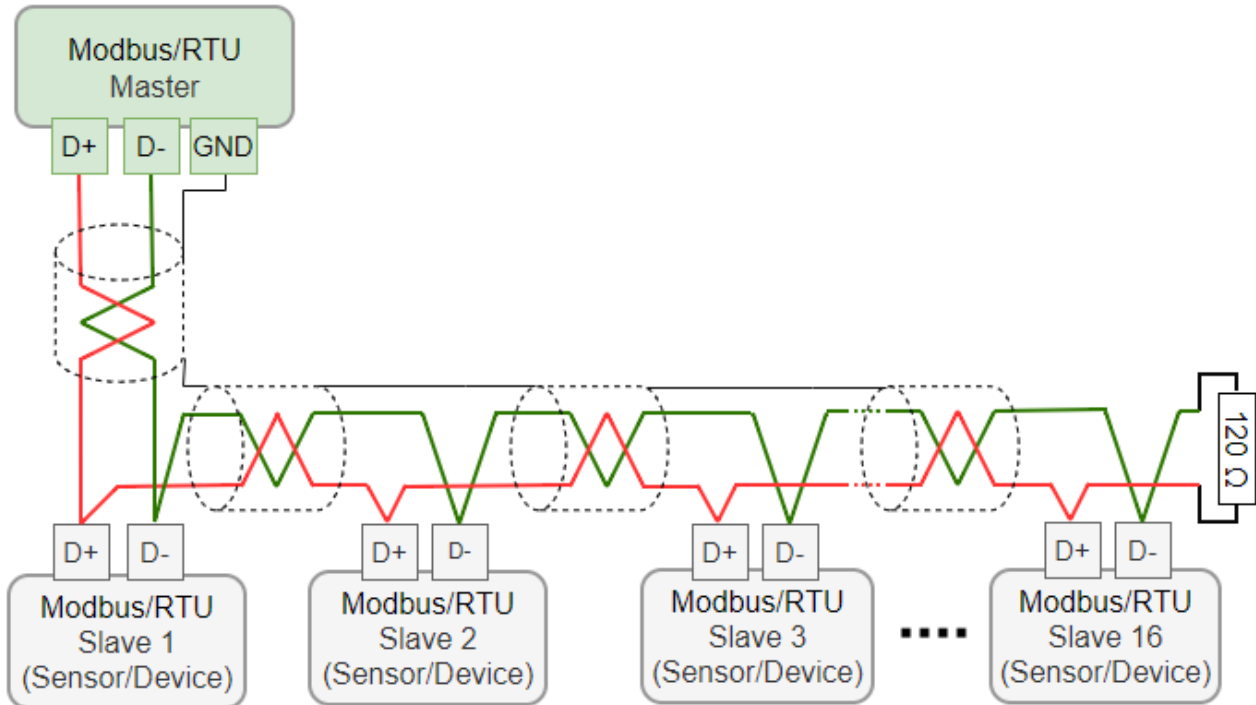 Modbus/RTU
Master
D+ D- GND
120 Ω
D+ D- D+ D- D+ D- D+ D-
Modbus/RTU
Slave 1
(Sensor/Device)
Modbus/RTU
Slave 2
(Sensor/Device)
Modbus/RTU
Slave 3
(Sensor/Device)
....
Modbus/RTU
Slave 16
(Sensor/Device)